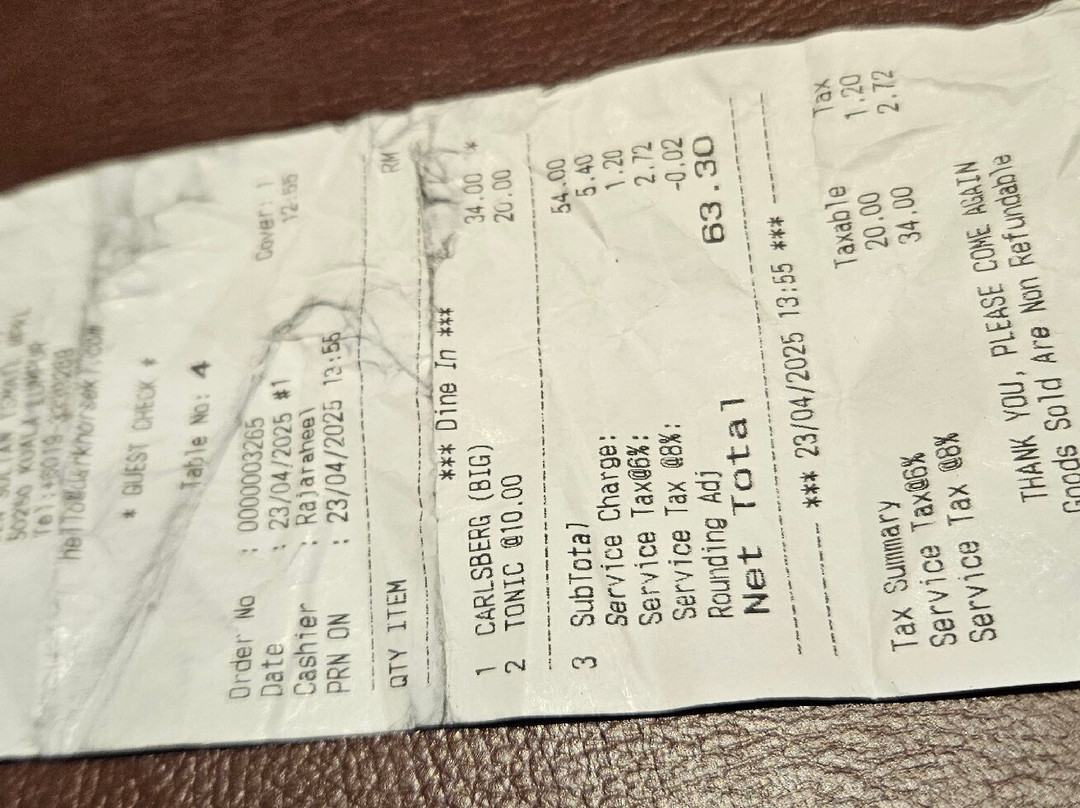 50250 KUALA LUMPUR
* GUEST CHECK *
Table No: 4
Order No : 0000003265
Date : 23/04/2025 #1 Cover: 1
Cashier : Rajaranee 12:55
PRN ON : 23/04/2025 13:55
QTY ITEM RM
*** Dine In ***
1 CARLSBERG (BIG) 34.00 *
2 TONIC @10.00 20.00
3 SubTotal 54.00
Service Charge: 5.40
Service Tax@6%: 1.20
Service Tax @8%: 2.72
Rounding Adj -0.02
Net Total 63.30
*** 23/04/2025 13:55 ***
Tax Summary Taxable Tax
Service Tax@6% 20.00 1.20
Service Tax @8% 34.00 2.72
THANK YOU, PLEASE COME AGAIN
Goods Sold Are Non Refundable